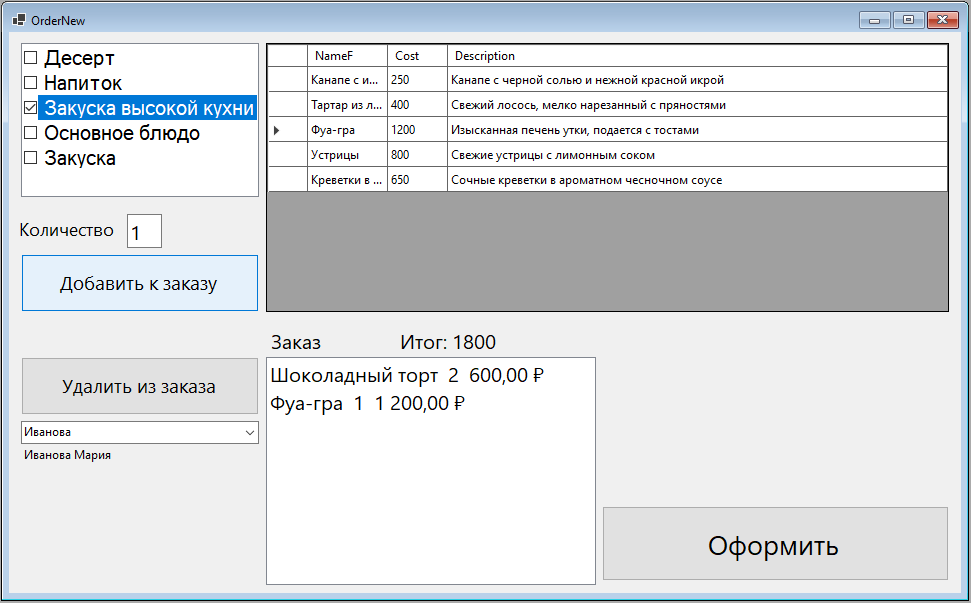 OrderNew
Десерт
Напиток
Закуска высокой кухни
Основное блюдо
Закуска
NameF Cost Description
Канапе с и... 250 Канапе с черной солью и нежной красной икрой
Тартар из л... 400 Свежий лосось, мелко нарезанный с пряностями
Фуа-гра 1200 Изысканная печень утки, подается с тостами
Устрицы 800 Свежие устрицы с лимонным соком
Креветки в ... 650 Сочные креветки в ароматном чесночном соусе
Количество 1
Добавить к заказу
Заказ Итог: 1800
Удалить из заказа
Иванова
Иванова Мария
Шоколадный торт 2 600,00 ₽
Фуа-гра 1 1 200,00 ₽
Оформить